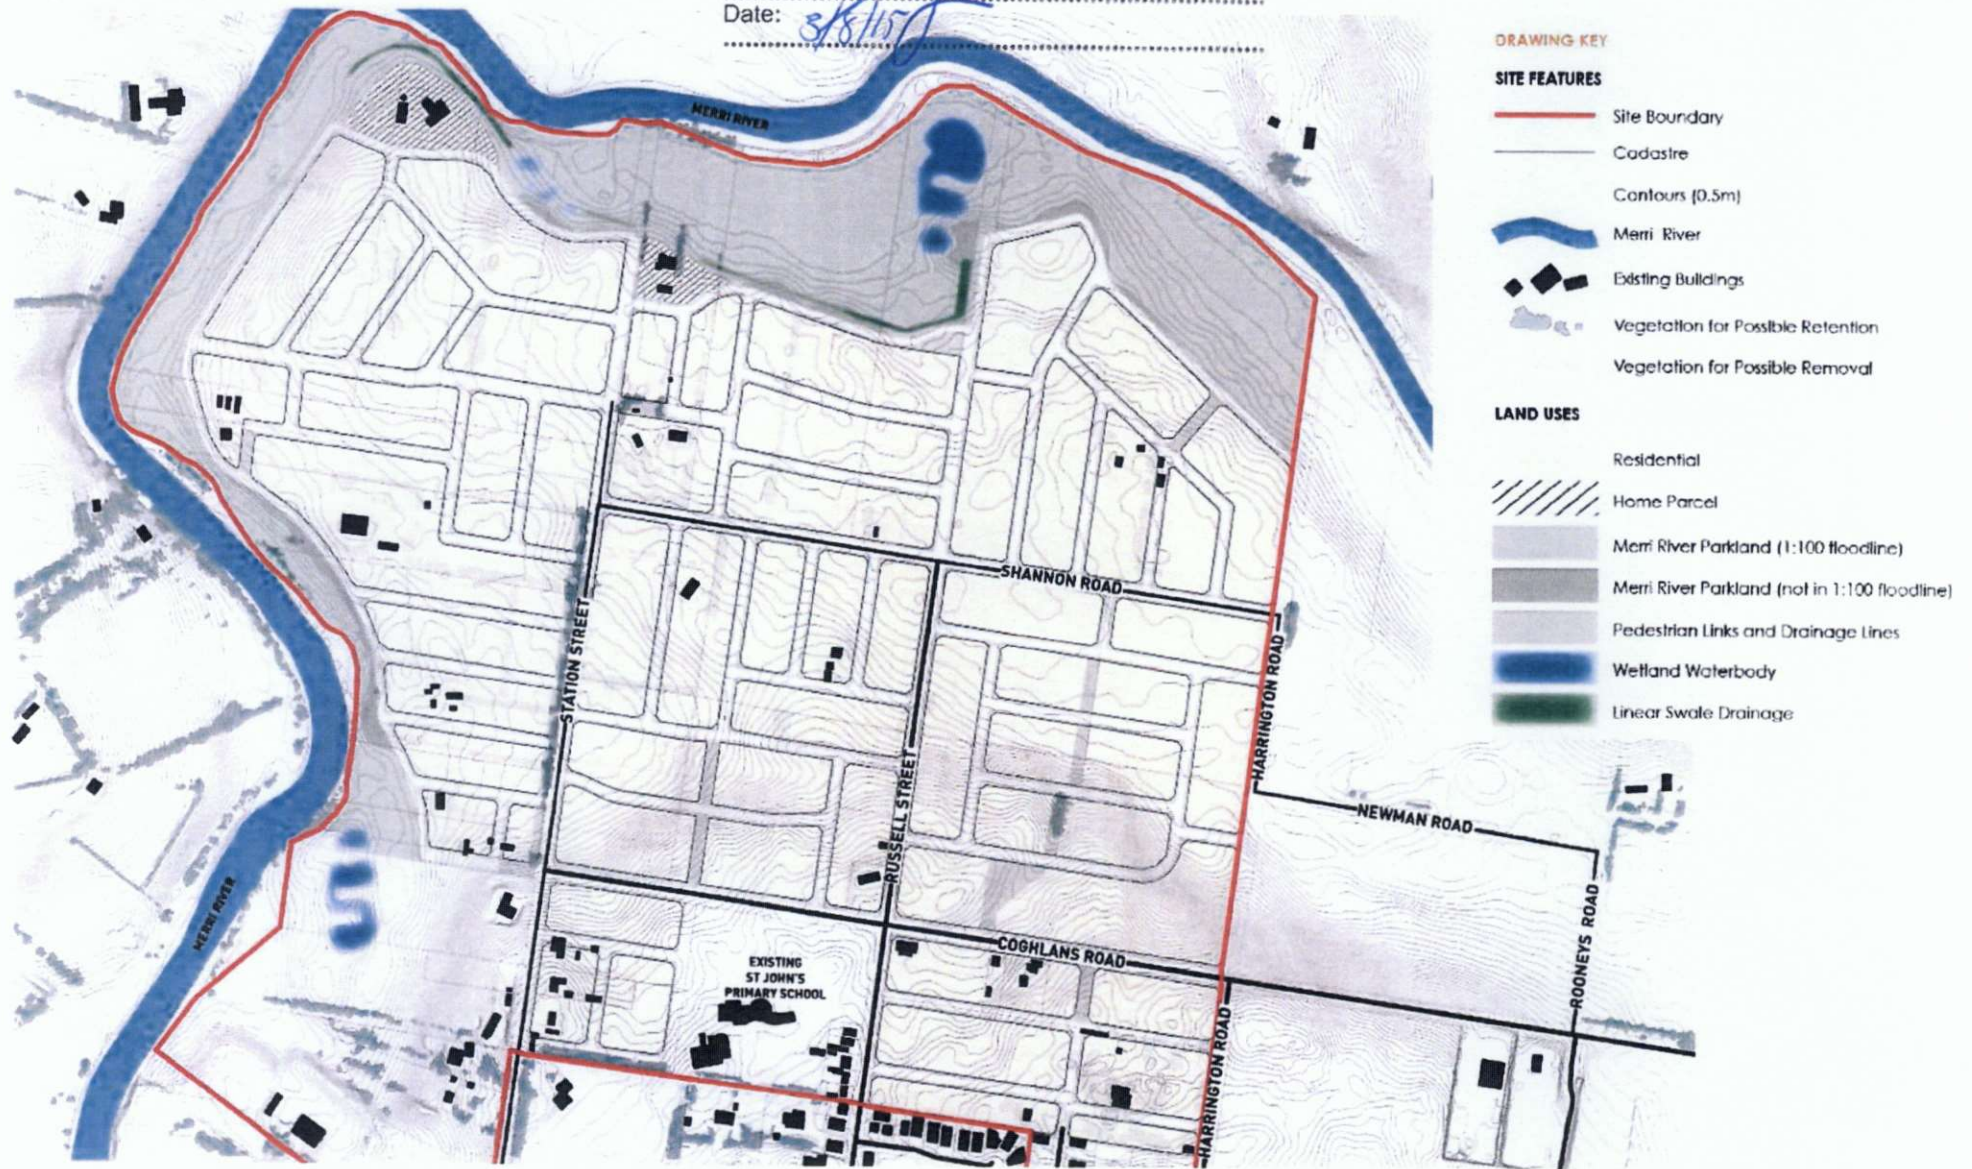 Date: 3/8/15
DRAWING KEY
SITE FEATURES
Site Boundary
Cadastre
Contours (0.5m)
Merri River
Existing Buildings
Vegetation for Possible Retention
Vegetation for Possible Removal
LAND USES
Residential
Home Parcel
Merri River Parkland (1:100 floodline)
Merri River Parkland (not in 1:100 floodline)
Pedestrian Links and Drainage Lines
Wetland Waterbody
Linear Swale Drainage
MERRI RIVER
SHANNON ROAD
STATION STREET
HARRINGTON ROAD
RUSSELL STREET
NEWMAN ROAD
MERRI RIVER
COGHLANS ROAD
ROONEYS ROAD
EXISTING
ST JOHN'S
PRIMARY SCHOOL
HARRINGTON ROAD